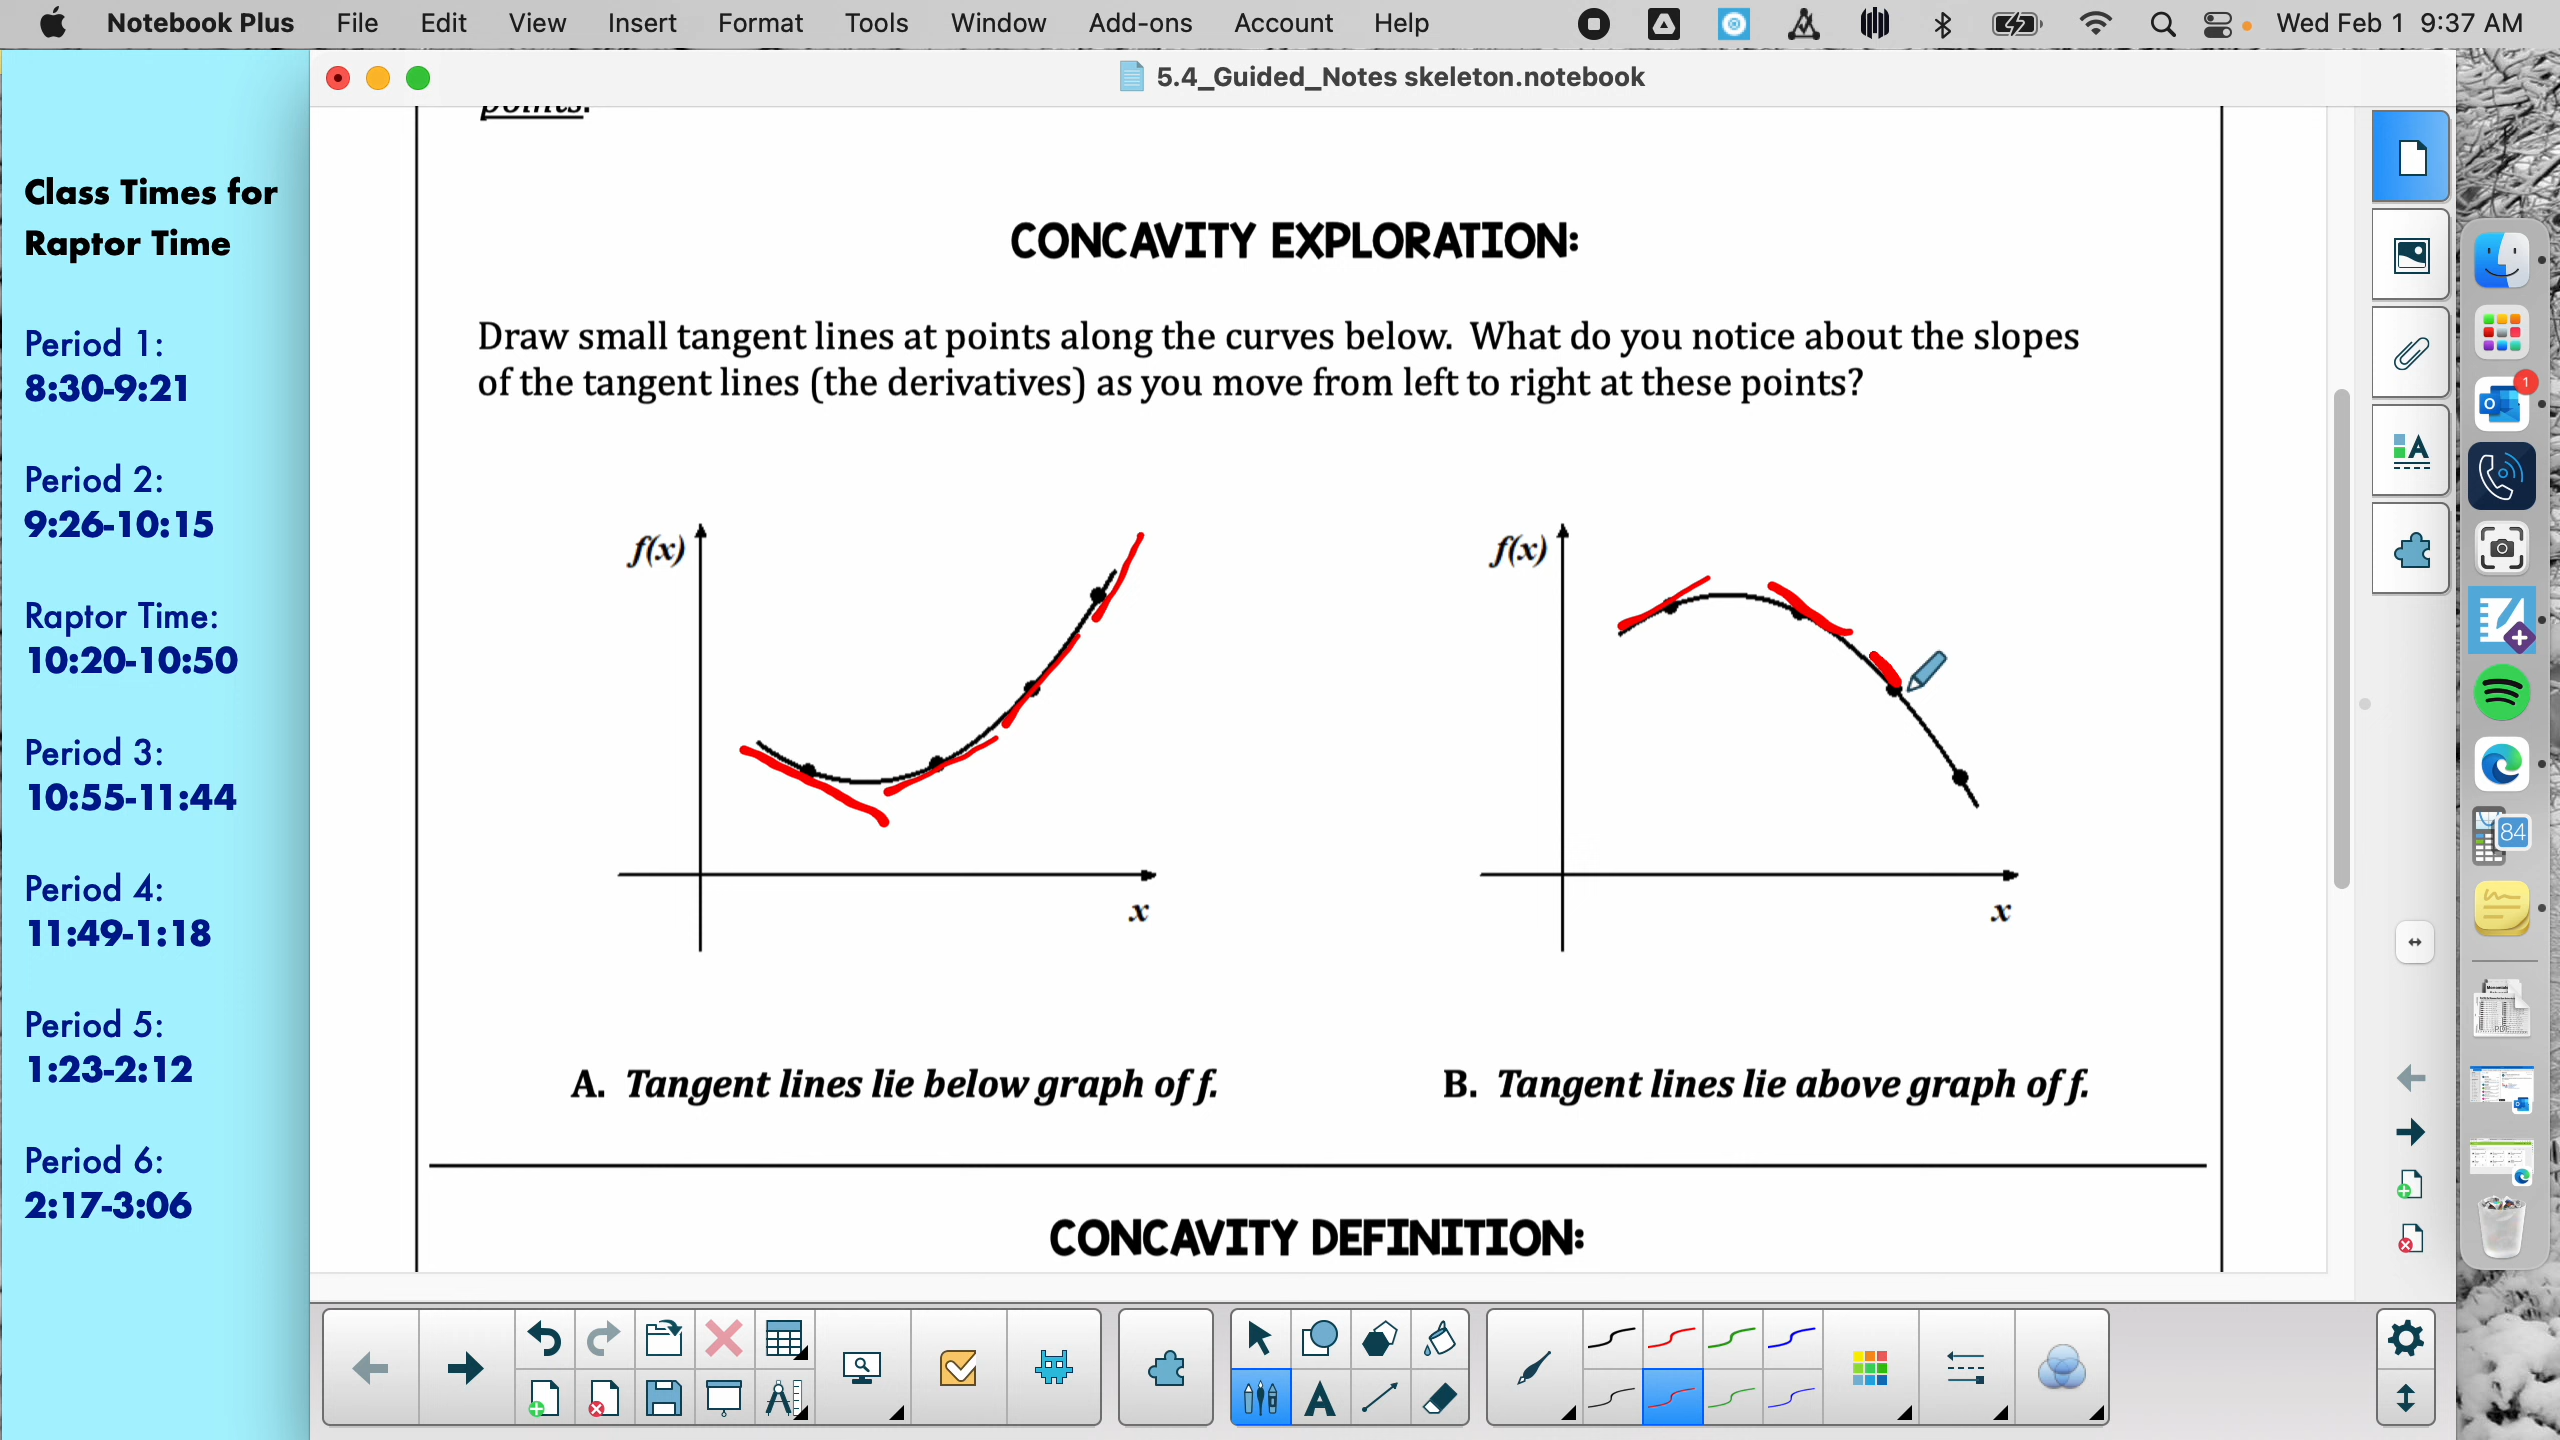 Notebook Plus File Edit View Insert Format Tools Window Add-ons Account Help Wed Feb 1 9:37 AM
5.4_Guided_Notes skeleton.notebook
points.
Class Times for
Raptor Time
Period 1:
8:30-9:21
Period 2:
9:26-10:15
Raptor Time:
10:20-10:50
Period 3:
10:55-11:44
Period 4:
11:49-1:18
Period 5:
1:23-2:12
Period 6:
2:17-3:06
CONCAVITY EXPLORATION:
Draw small tangent lines at points along the curves below. What do you notice about the slopes
of the tangent lines (the derivatives) as you move from left to right at these points?
f(x)
x
f(x)
x
A. Tangent lines lie below graph of f.
B. Tangent lines lie above graph of f.
CONCAVITY DEFINITION:
A
1
84
A